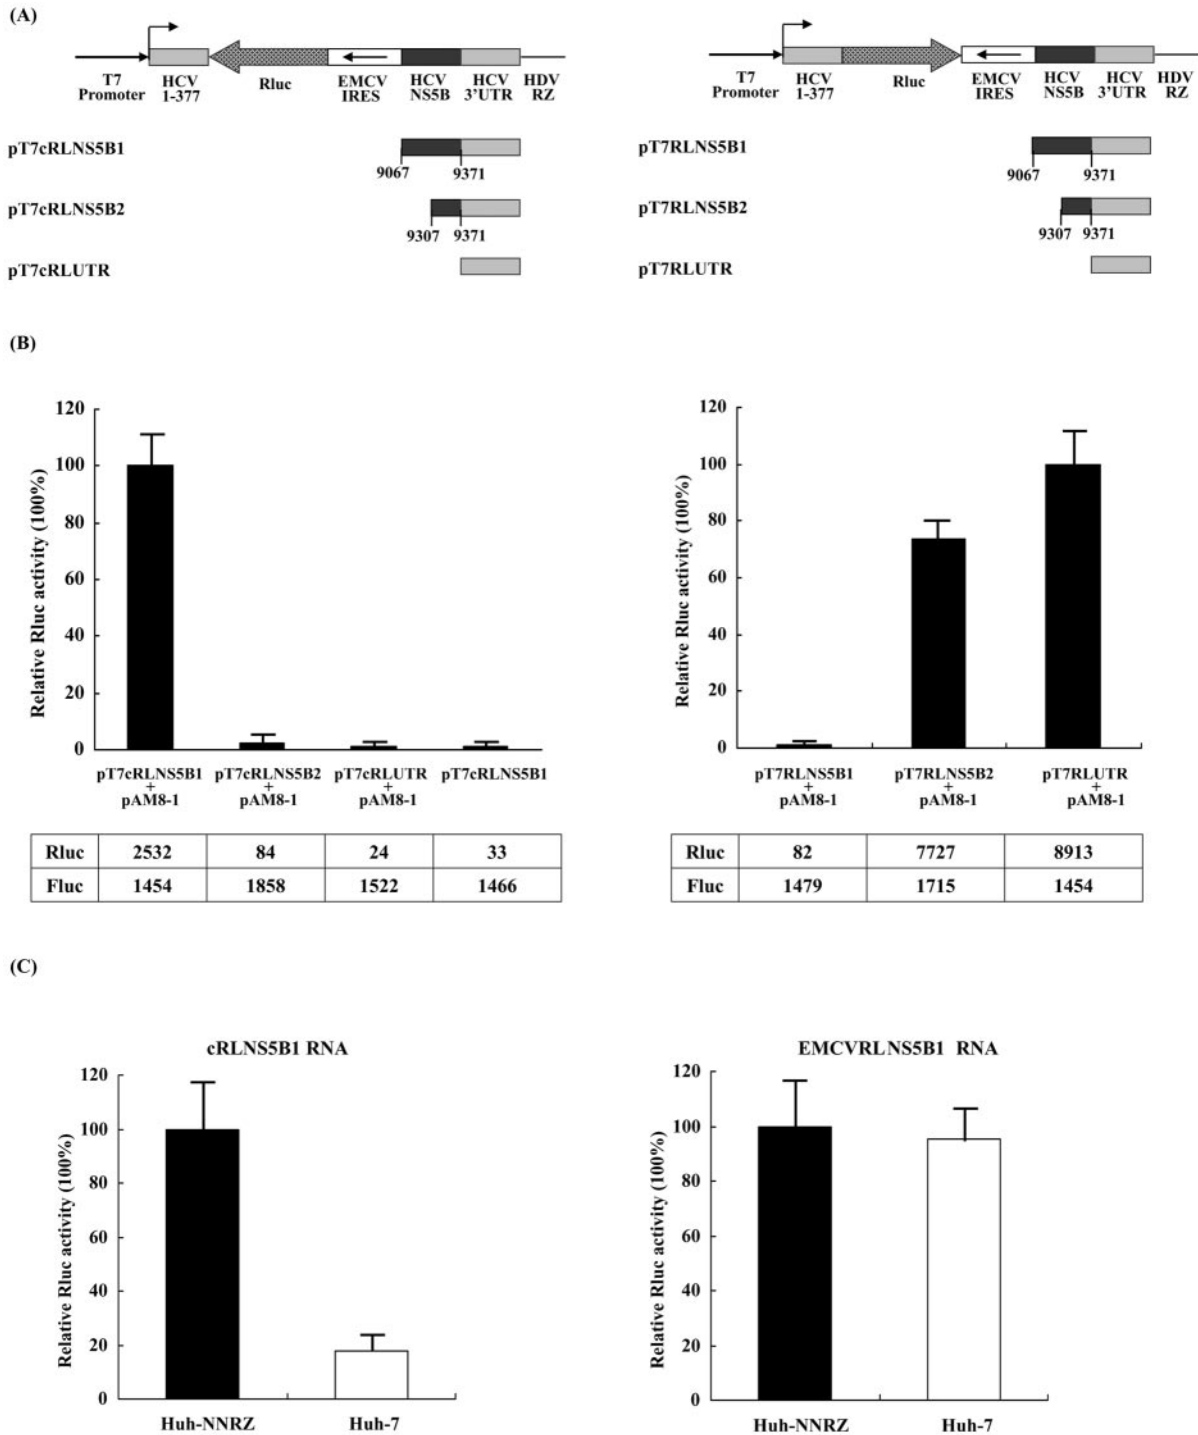 (A)
T7 Promoter HCV 1-377 Rluc EMCV IRES HCV NS5B HCV 3'UTR HDV RZ
T7 Promoter HCV 1-377 Rluc EMCV IRES HCV NS5B HCV 3'UTR HDV RZ
pT7cRLNS5B1
9067 9371
pT7RLNS5B1
9067 9371
pT7cRLNS5B2
9307 9371
pT7RLNS5B2
9307 9371
pT7cRLUTR
pT7RLUTR
(B)
Relative Rluc activity (100%)
120
100
80
60
40
20
0
pT7cRLNS5B1 + pAM8-1
pT7cRLNS5B2 + pAM8-1
pT7cRLUTR + pAM8-1
pT7cRLNS5B1
Rluc 2532 84 24 33
Fluc 1454 1858 1522 1466
Relative Rluc activity (100%)
120
100
80
60
40
20
0
pT7RLNS5B1 + pAM8-1
pT7RLNS5B2 + pAM8-1
pT7RLUTR + pAM8-1
Rluc 82 7727 8913
Fluc 1479 1715 1454
(C)
cRLNS5B1 RNA
Relative Rluc activity (100%)
120
100
80
60
40
20
0
Huh-NNRZ Huh-7
EMCVRLNS5B1 RNA
Relative Rluc activity (100%)
120
100
80
60
40
20
0
Huh-NNRZ Huh-7